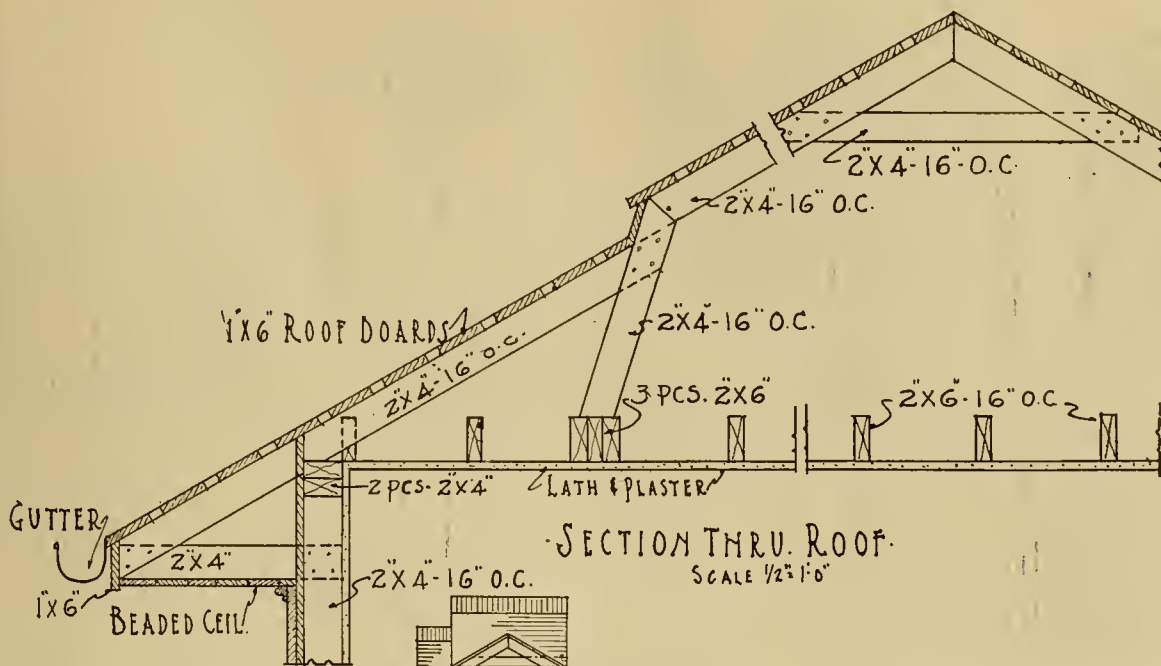 2"X4"-16"-O.C.
2"X4"-16" O.C.
1"X6" ROOF BOARDS
2"X4"-16" O.C.
2"X4"-16" O.C.
3 PCS. 2"X6"
2"X6"-16" O.C.
2 PCS-2"X4"
LATH & PLASTER
GUTTER
-SECTION THRU. ROOF-
SCALE 1/2"=1'-0"
2"X4"
2"X4"-16" O.C.
1"X6"
BEADED CEIL.